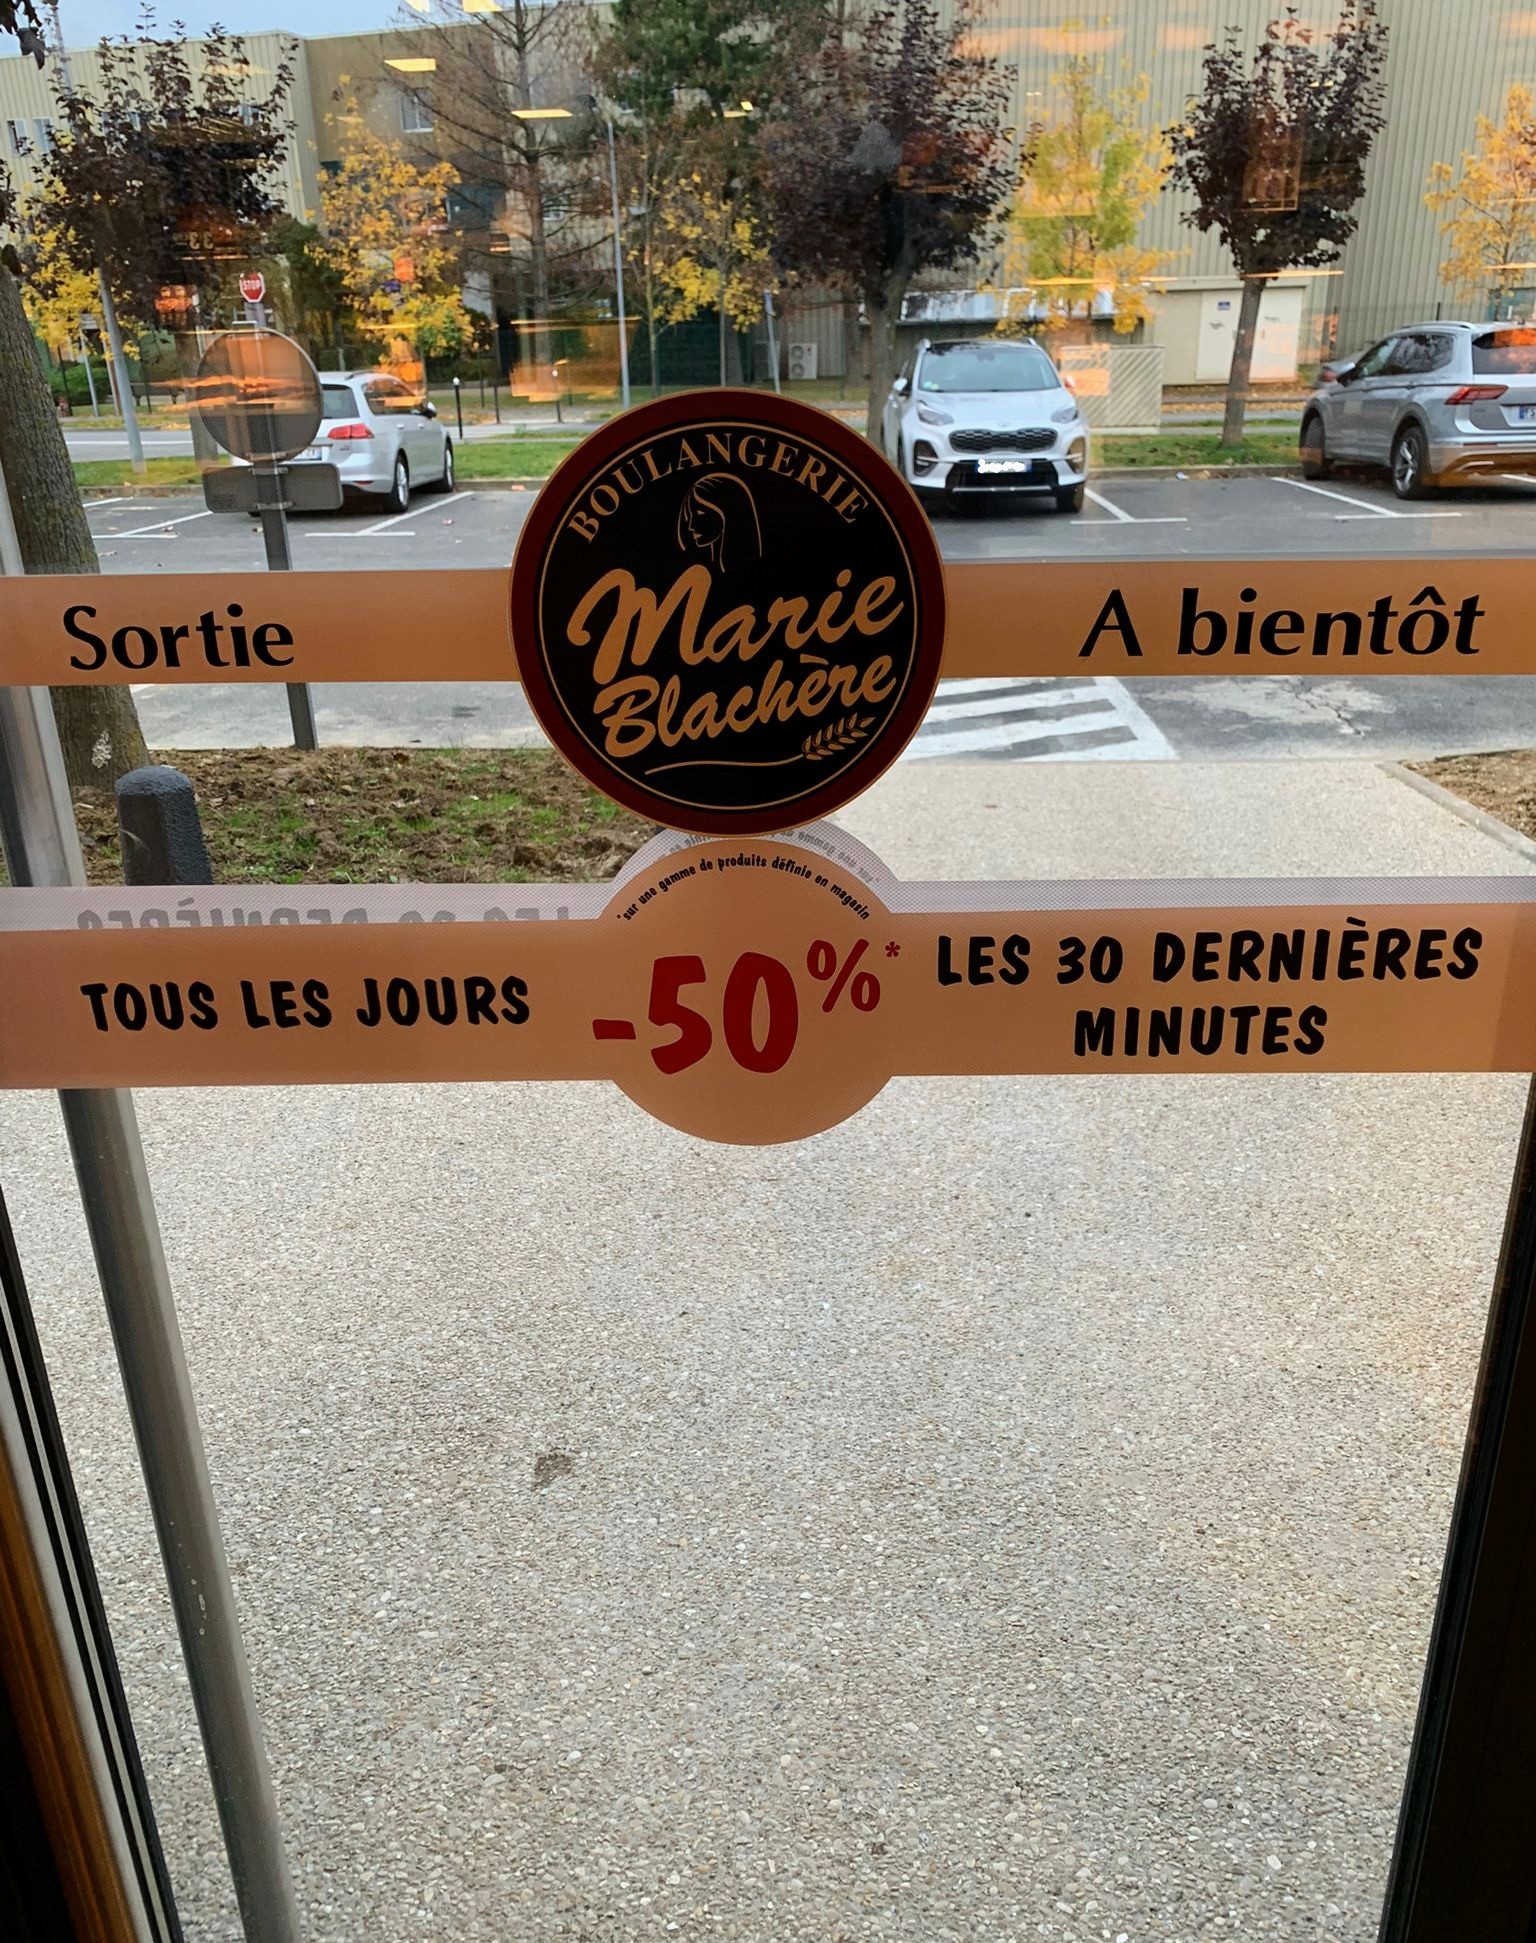 STOP
BOULANGERIE
Marie
Blachère
Sortie
A bientôt
*sur une gamme de produits définie en magasin
TOUS LES JOURS
-50%*
LES 30 DERNIÈRES
MINUTES